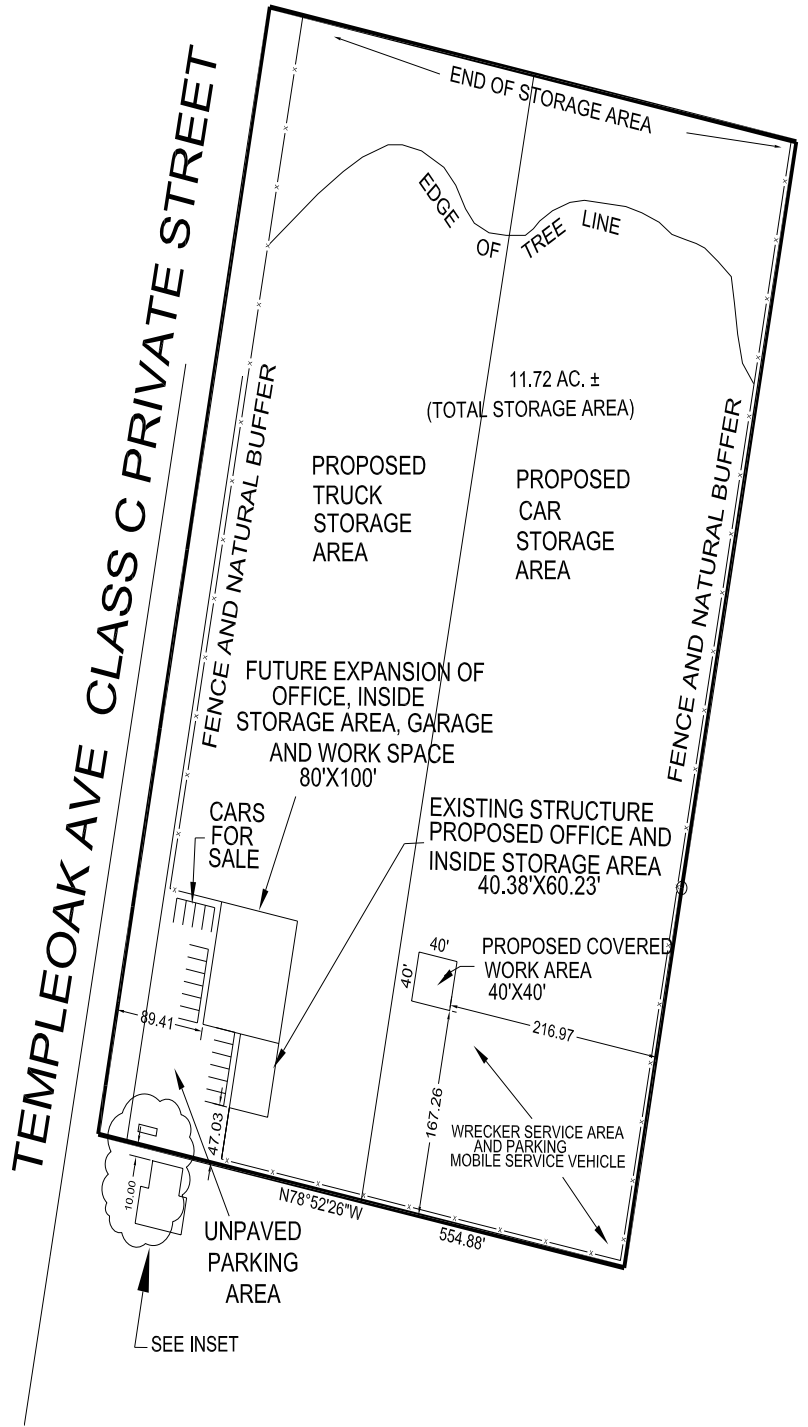 END OF STORAGE AREA
EDGE OF TREE LINE
TEMPLEOAK AVE CLASS C PRIVATE STREET
11.72 AC. ±
(TOTAL STORAGE AREA)
FENCE AND NATURAL BUFFER
FENCE AND NATURAL BUFFER
PROPOSED
TRUCK
STORAGE
AREA
PROPOSED
CAR
STORAGE
AREA
FUTURE EXPANSION OF
OFFICE, INSIDE
STORAGE AREA, GARAGE
AND WORK SPACE
80'X100'
CARS
FOR
SALE
EXISTING STRUCTURE
PROPOSED OFFICE AND
INSIDE STORAGE AREA
40.38'X60.23'
40'
40'
PROPOSED COVERED
WORK AREA
40'X40'
89.41
216.97
167.26
47.03
WRECKER SERVICE AREA
AND PARKING
MOBILE SERVICE VEHICLE
10.00
N78°52'26"W
554.88'
UNPAVED
PARKING
AREA
SEE INSET